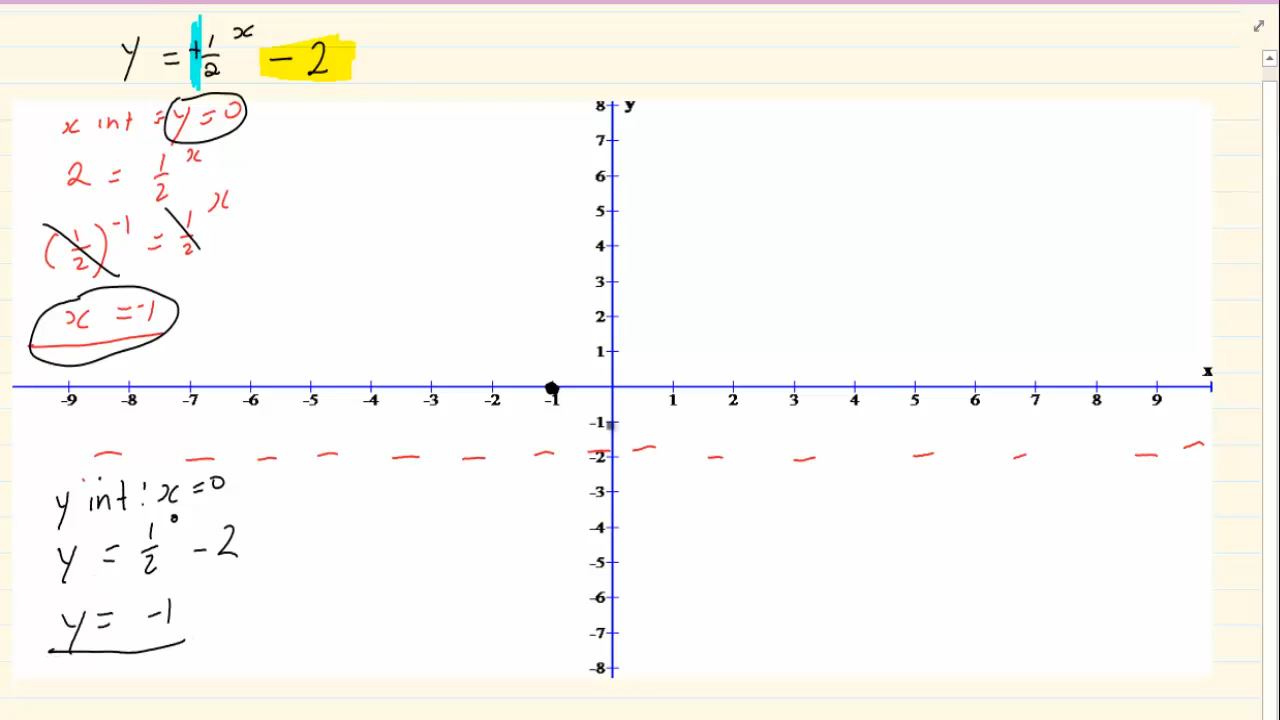 y = +1/2^x - 2
x int = y = 0
2 = 1/2^x
(1/2)^-1 = 1/2^x
x = -1
y int : x = 0
y = 1/2^0 - 2
y = -1
y
8
7
6
5
4
3
2
1
x
-9 -8 -7 -6 -5 -4 -3 -2 -1 1 2 3 4 5 6 7 8 9
-1
-2
-3
-4
-5
-6
-7
-8